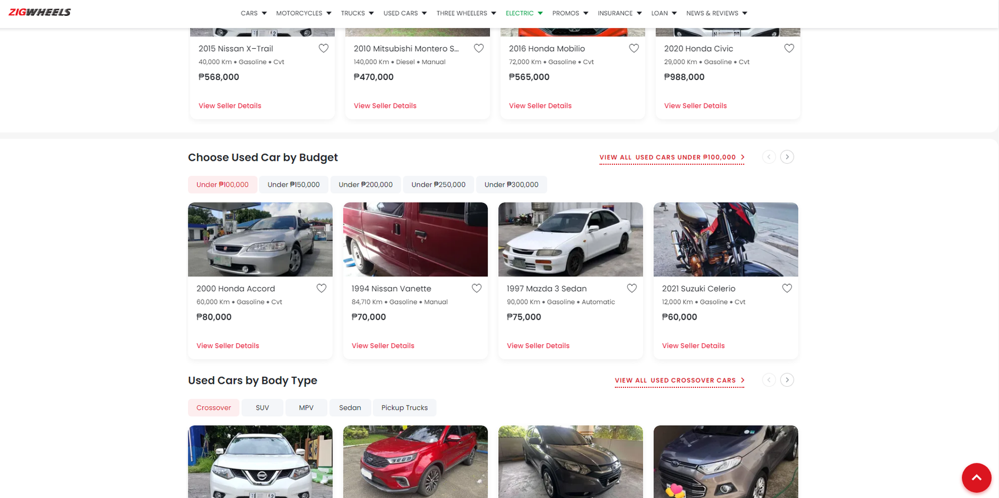 ZIGWHEELS
CARS MOTORCYCLES TRUCKS USED CARS THREE WHEELERS ELECTRIC PROMOS INSURANCE LOAN NEWS & REVIEWS
2015 Nissan X-Trail
40,000 Km • Gasoline • Cvt
₱568,000
View Seller Details
2010 Mitsubishi Montero S...
140,000 Km • Diesel • Manual
₱470,000
View Seller Details
2016 Honda Mobilio
72,000 Km • Gasoline • Cvt
₱565,000
View Seller Details
2020 Honda Civic
29,000 Km • Gasoline • Cvt
₱988,000
View Seller Details
Choose Used Car by Budget
VIEW ALL USED CARS UNDER ₱100,000
Under ₱100,000 Under ₱150,000 Under ₱200,000 Under ₱250,000 Under ₱300,000
2000 Honda Accord
60,000 Km • Gasoline • Cvt
₱80,000
View Seller Details
1994 Nissan Vanette
84,710 Km • Gasoline • Manual
₱70,000
View Seller Details
1997 Mazda 3 Sedan
90,000 Km • Gasoline • Automatic
₱75,000
View Seller Details
2021 Suzuki Celerio
12,000 Km • Gasoline • Cvt
₱60,000
View Seller Details
Used Cars by Body Type
VIEW ALL USED CROSSOVER CARS
Crossover SUV MPV Sedan Pickup Trucks